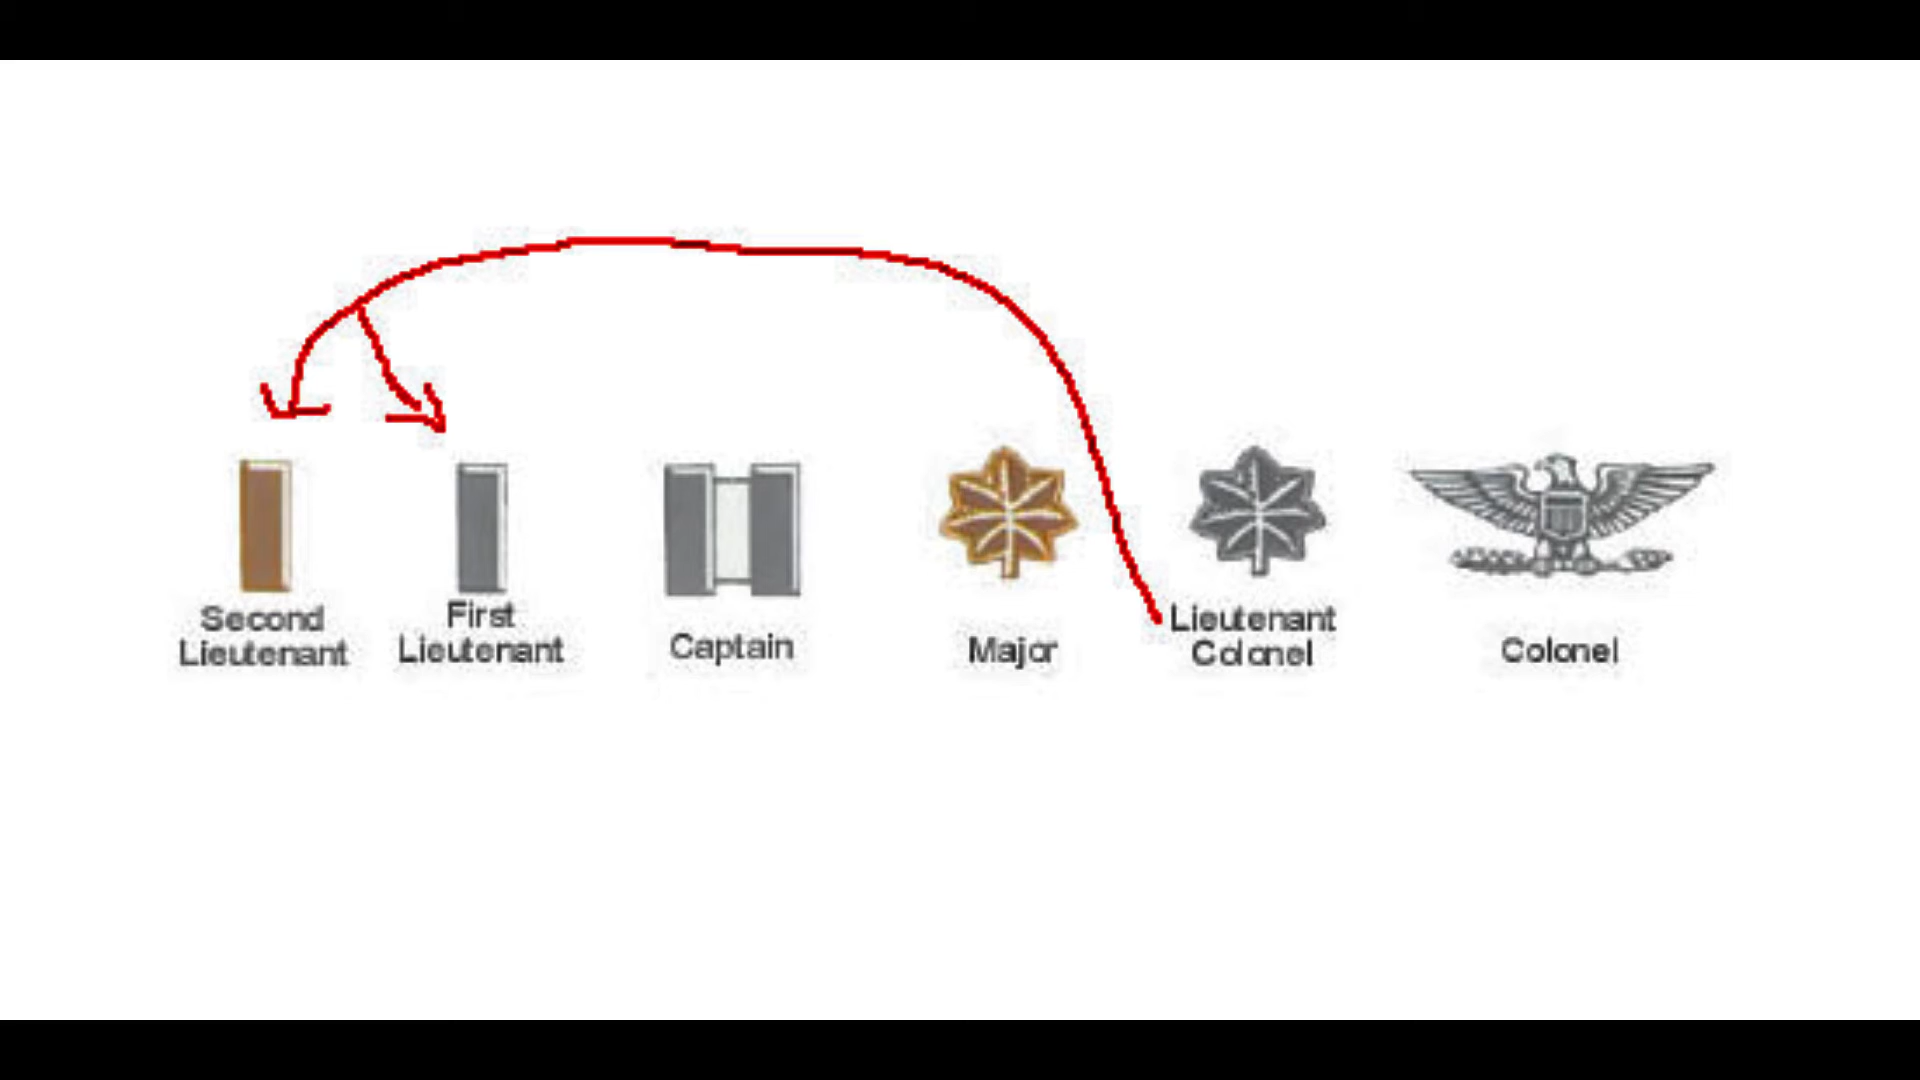 Second
Lieutenant
First
Lieutenant
Captain
Major
Lieutenant
Colonel
Colonel